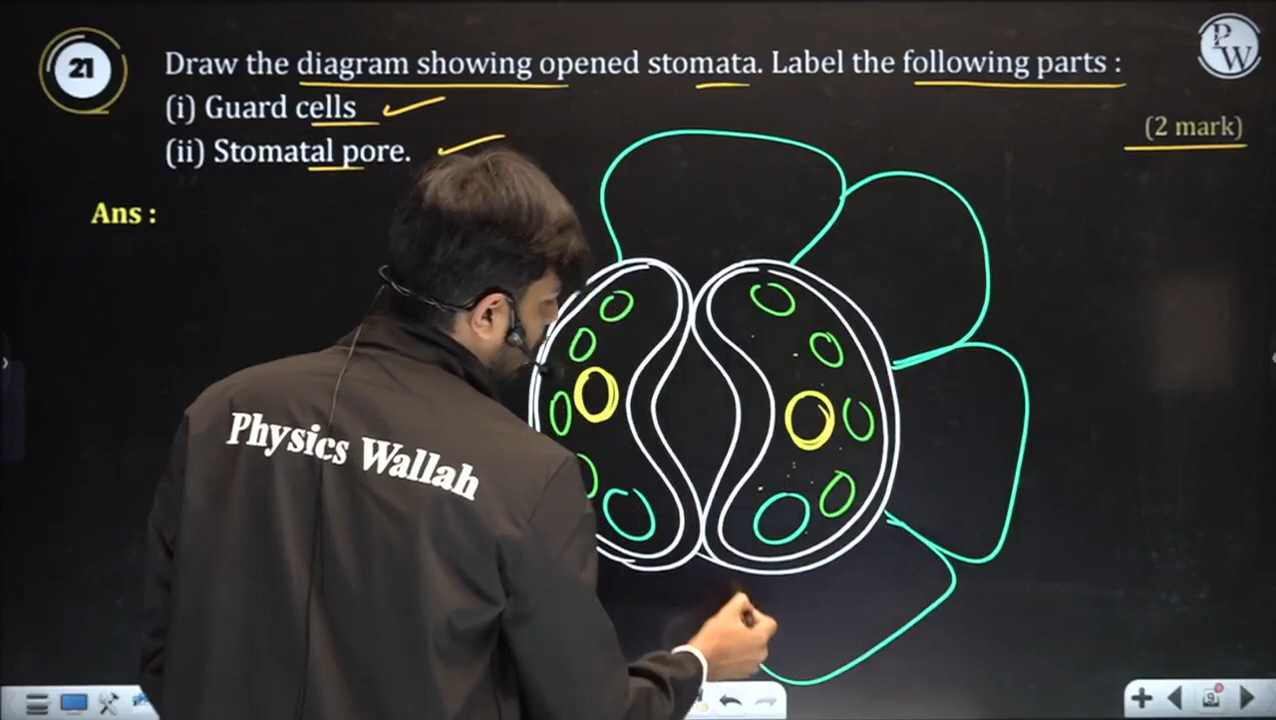 21
Draw the diagram showing opened stomata. Label the following parts :
(i) Guard cells
(ii) Stomatal pore.
(2 mark)
Ans :
PW
Physics Wallah
9